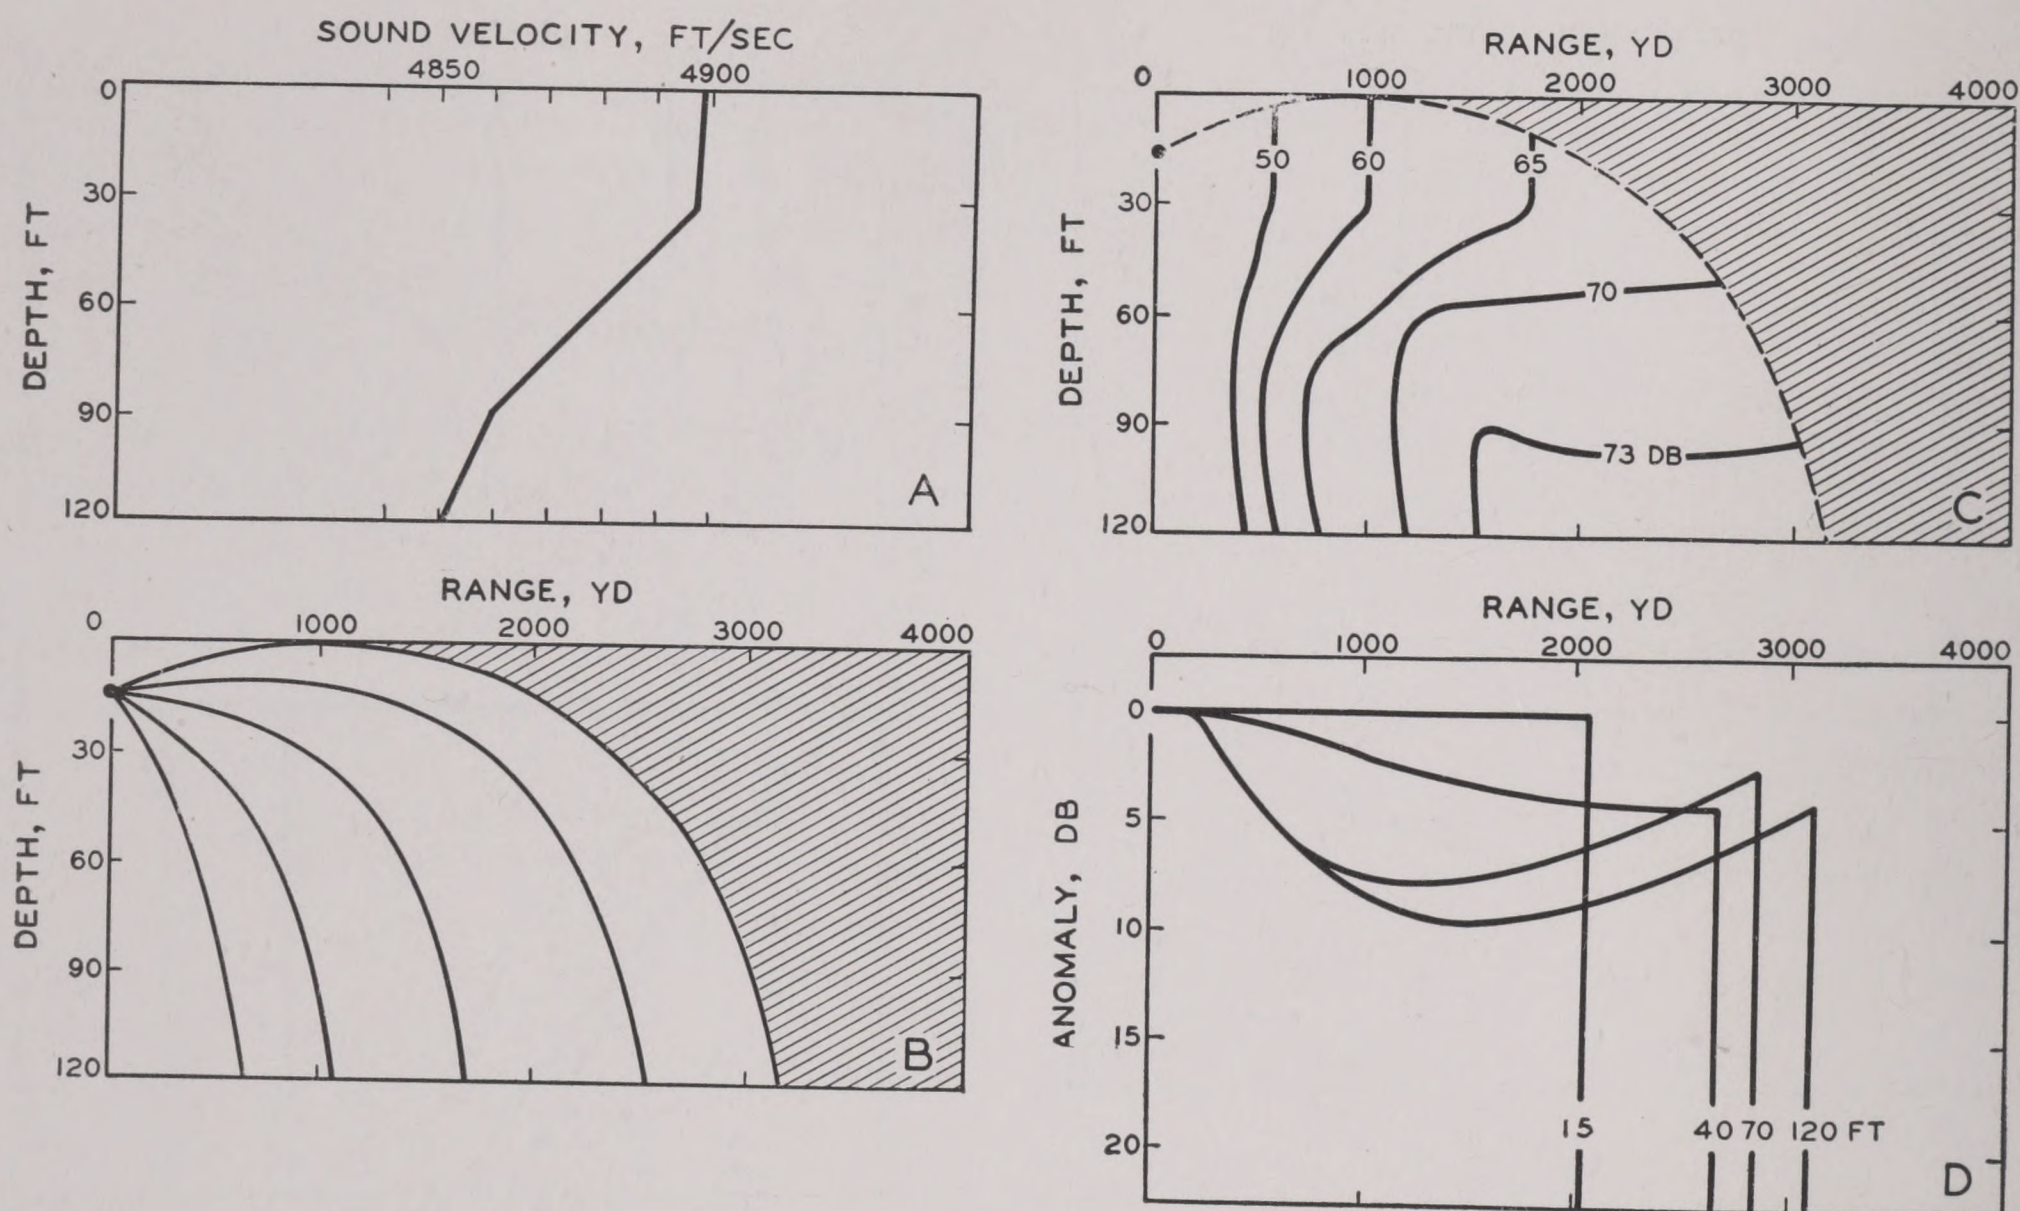 SOUND VELOCITY, FT/SEC
4850 4900
0
30
60
90
120
DEPTH, FT
A
RANGE, YD
0 1000 2000 3000 4000
30
60
90
120
DEPTH, FT
50 60 65
70
73 DB
C
RANGE, YD
0 1000 2000 3000 4000
30
60
90
120
DEPTH, FT
B
RANGE, YD
0 1000 2000 3000 4000
0
5
10
15
20
ANOMALY, DB
15 40 70 120 FT
D